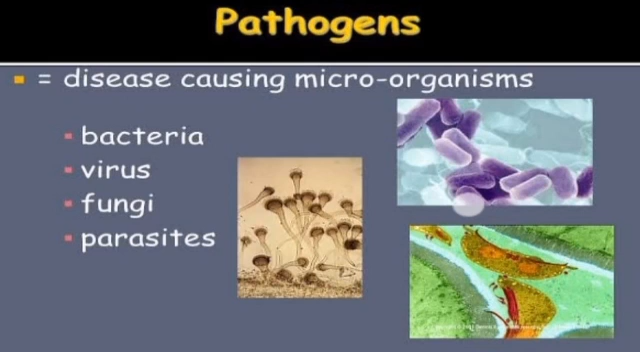 Pathogens
= disease causing micro-organisms
bacteria
virus
fungi
parasites